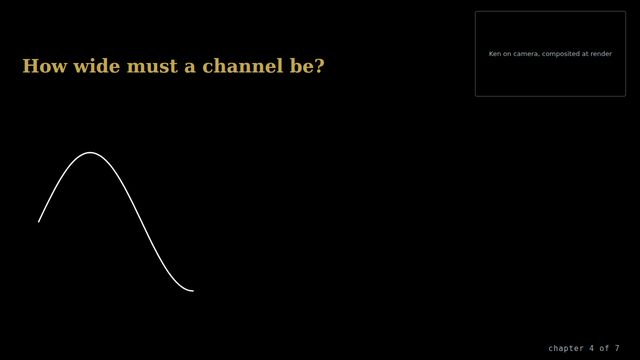 How wide must a channel be?
Ken on camera, composited at render
chapter 4 of 7